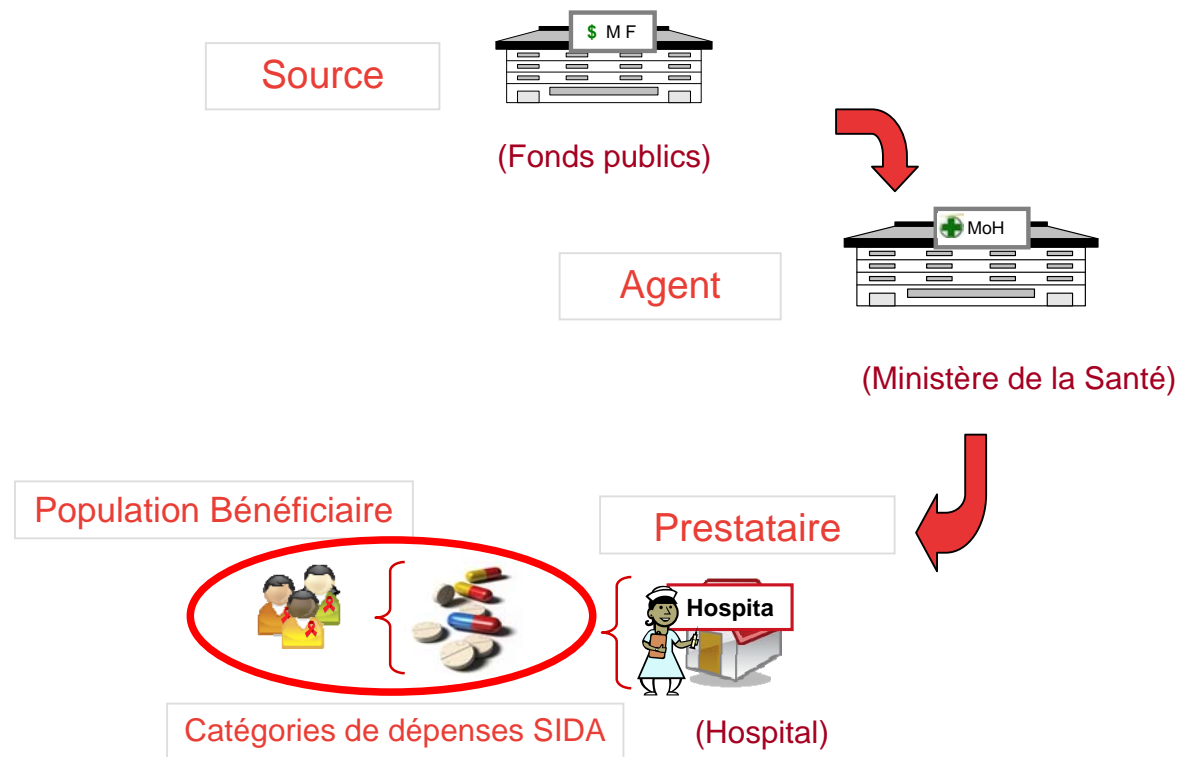 $ M F
Source
(Fonds publics)
MoH
Agent
(Ministère de la Santé)
Population Bénéficiaire
Prestataire
Hospita
Catégories de dépenses SIDA
(Hospital)